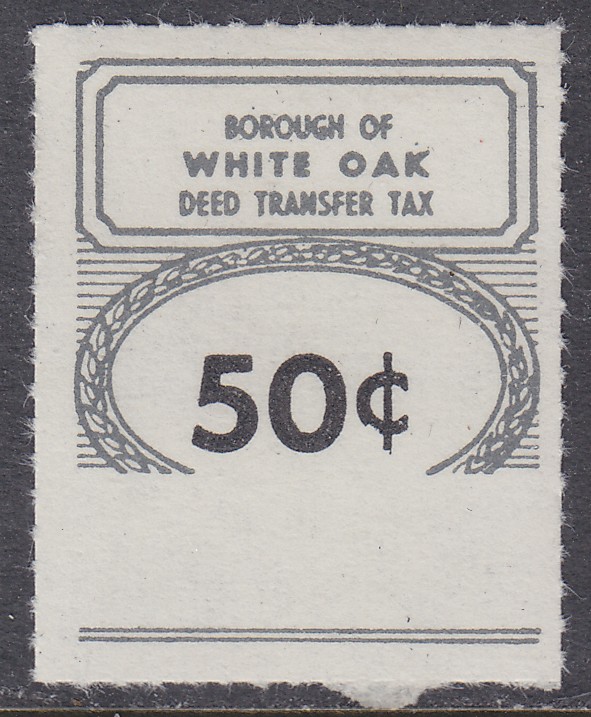 BOROUGH OF
WHITE OAK
DEED TRANSFER TAX
50¢